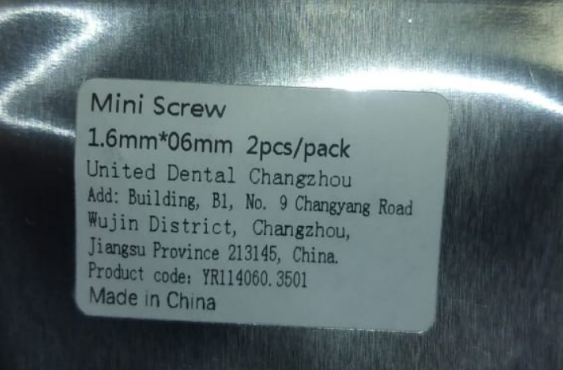 Mini Screw
1.6mm*06mm 2pcs/pack
United Dental Changzhou
Add: Building, B1, No. 9 Changyang Road
Wujin District, Changzhou,
Jiangsu Province 213145, China.
Product code: YR114060.3501
Made in China